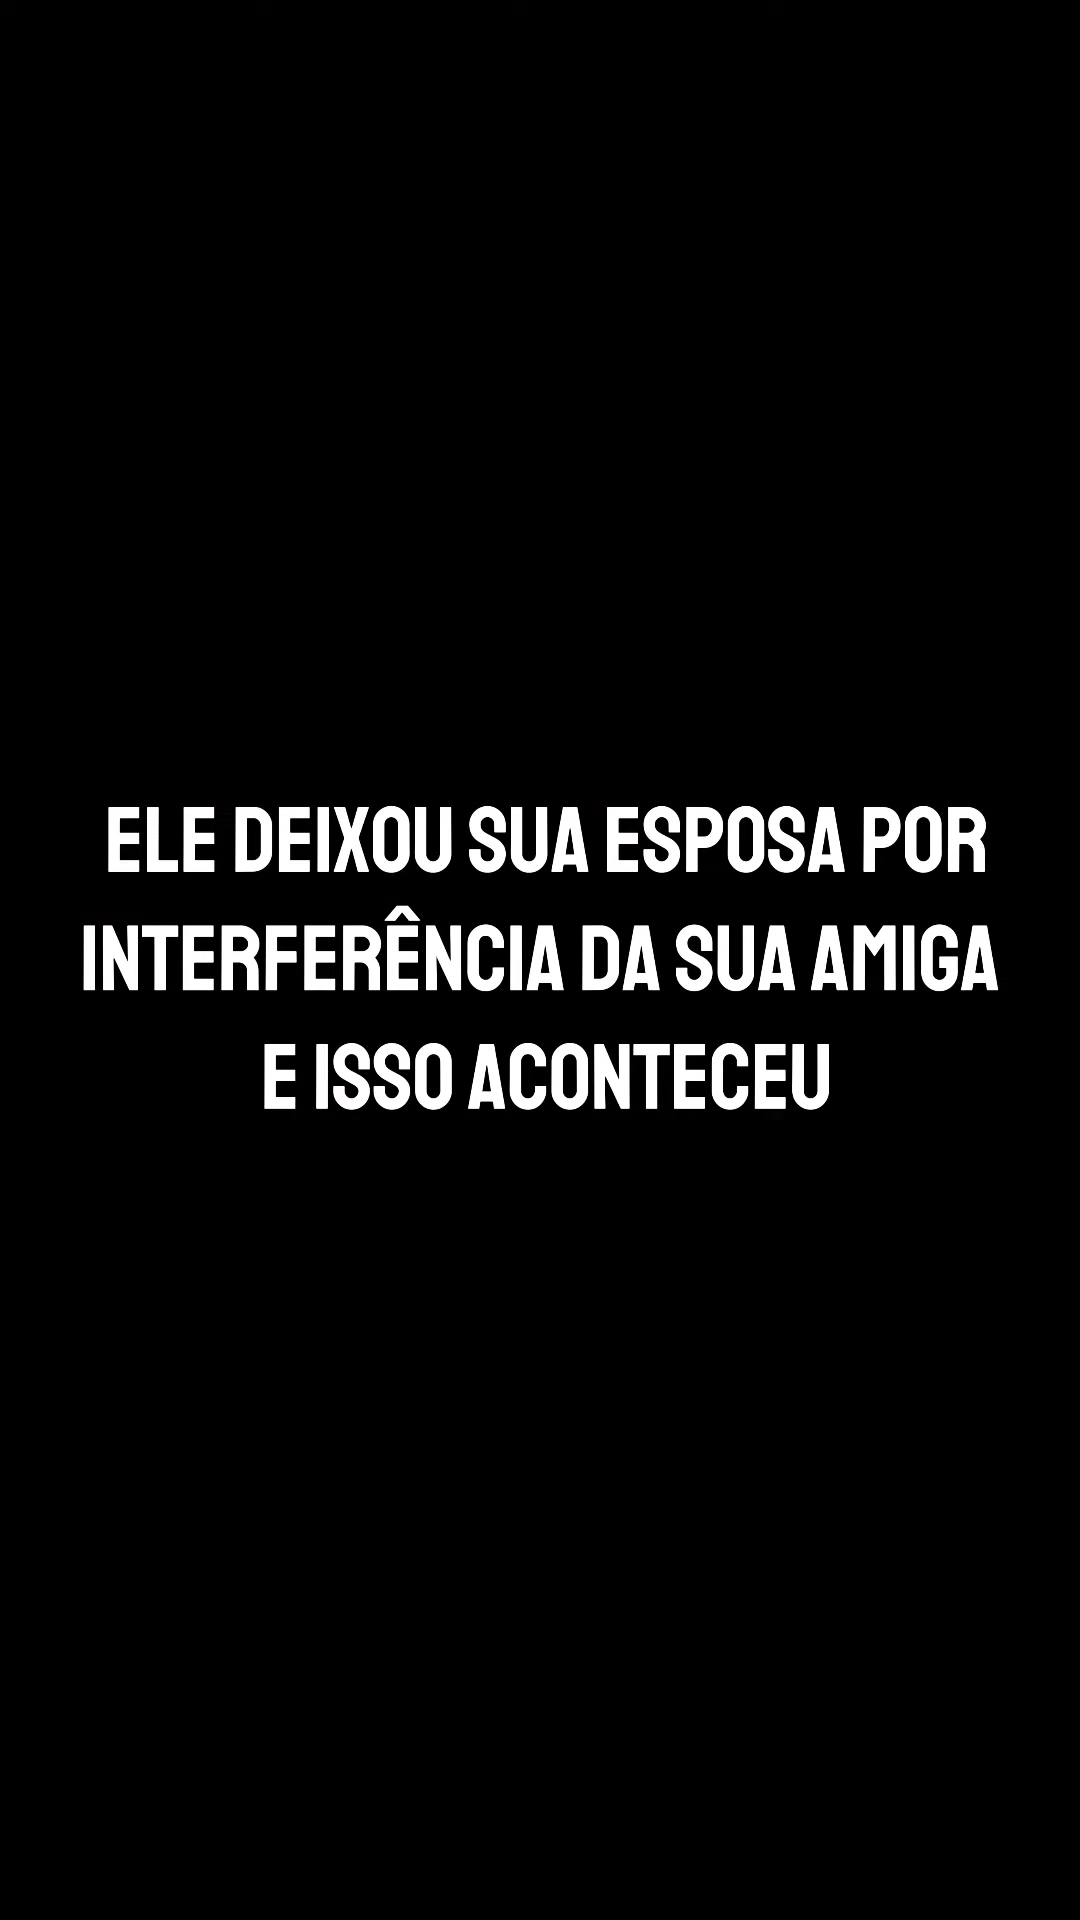 ELE DEIXOU SUA ESPOSA POR
INTERFERÊNCIA DA SUA AMIGA
E ISSO ACONTECEU